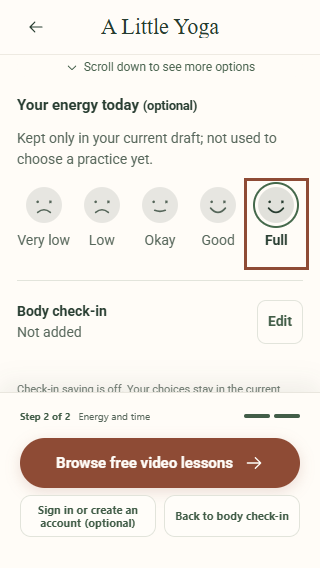 A Little Yoga
Scroll down to see more options
Your energy today (optional)
Kept only in your current draft; not used to
choose a practice yet.
Very low Low Okay Good Full
Body check-in
Not added
Edit
Check-in saving is off. Your choices stay in the current
Step 2 of 2 Energy and time
Browse free video lessons
Sign in or create an
account (optional)
Back to body check-in